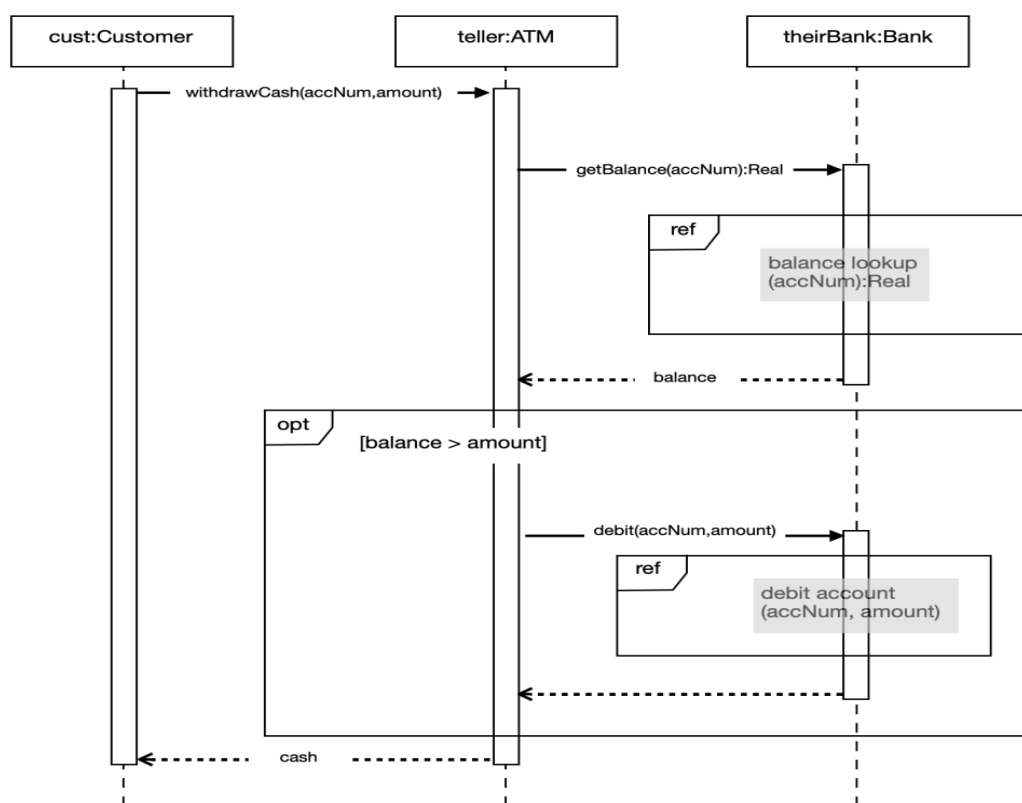 cust:Customer
teller:ATM
theirBank:Bank
withdrawCash(accNum,amount)
getBalance(accNum):Real
ref
balance lookup
(accNum):Real
balance
opt
[balance > amount]
debit(accNum,amount)
ref
debit account
(accNum, amount)
cash